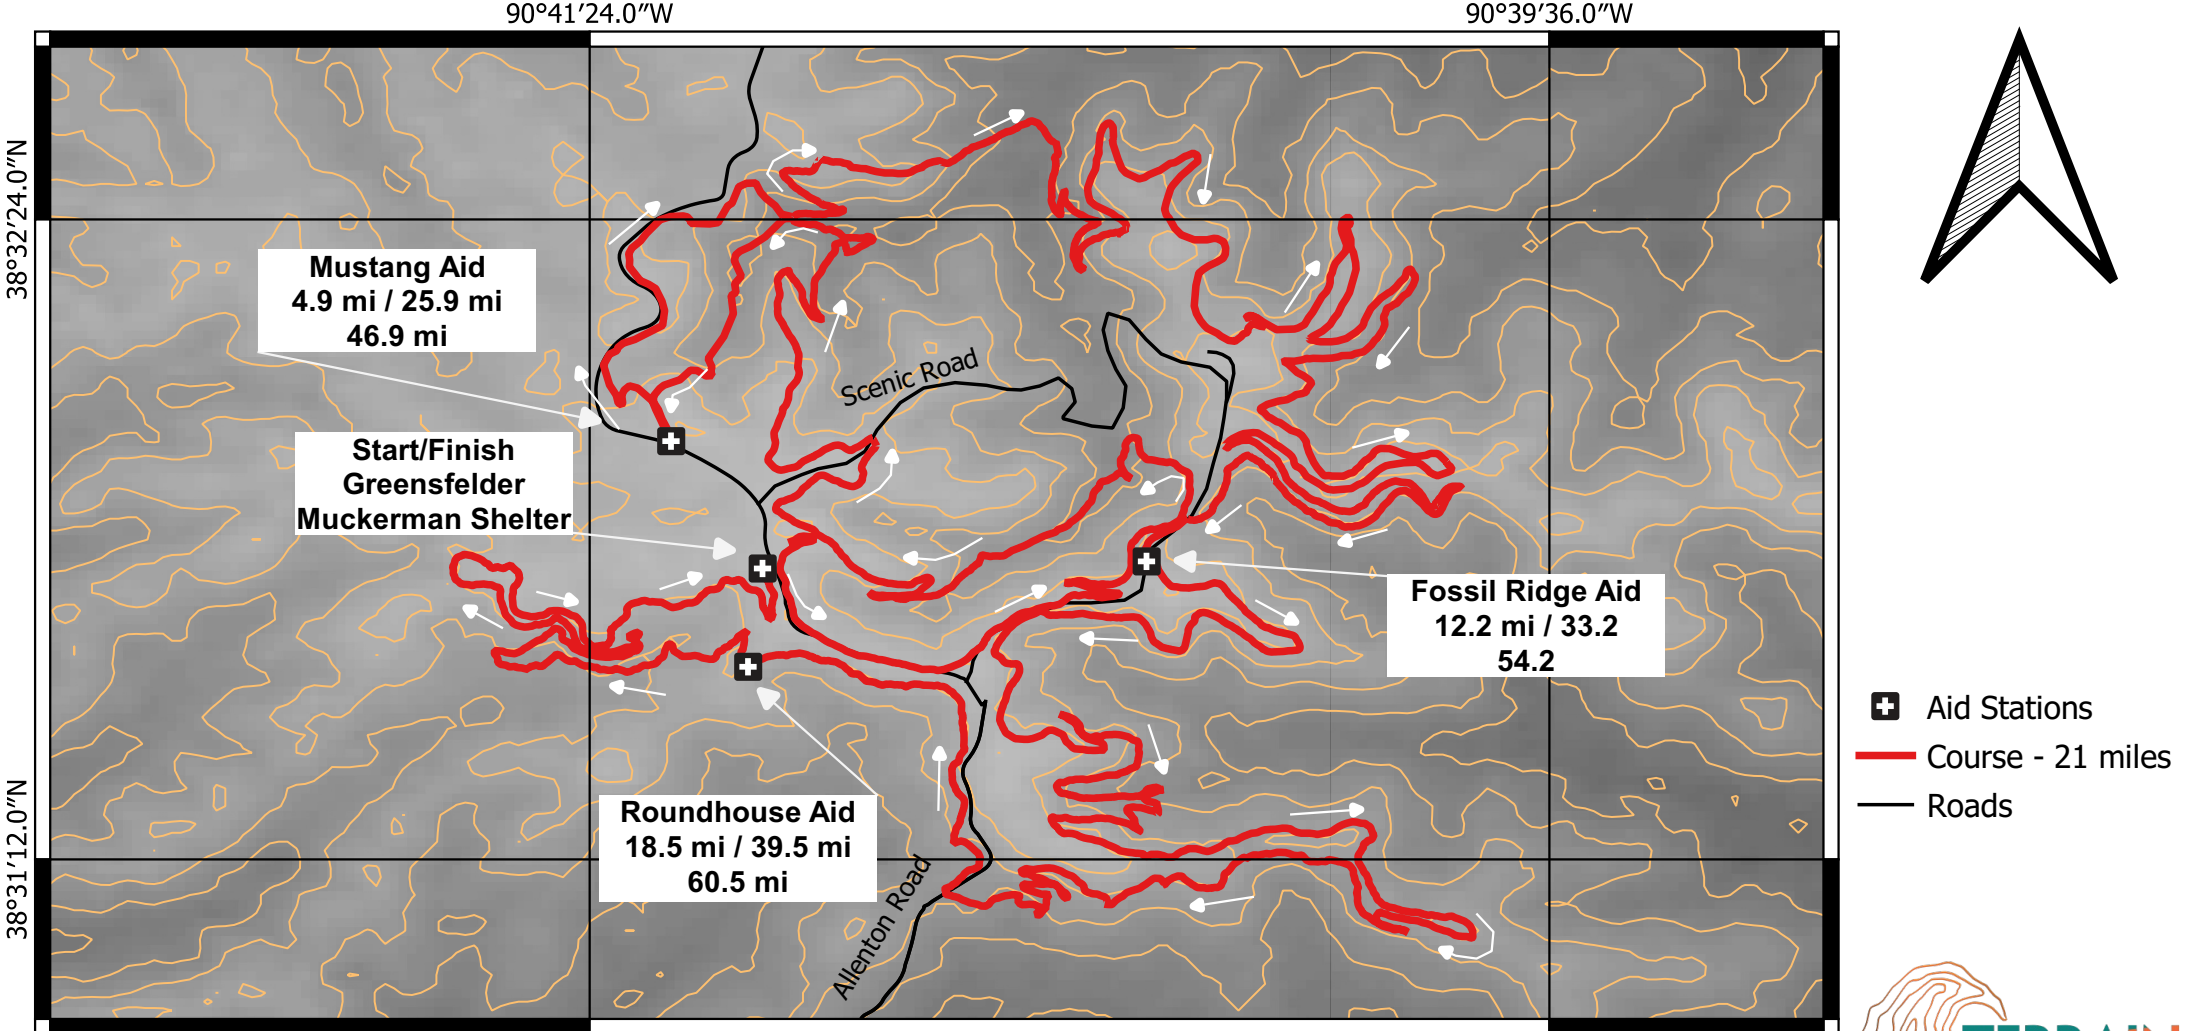 90°41′24.0″W
90°39′36.0″W
38°32′24.0″N
38°31′12.0″N
Mustang Aid
4.9 mi / 25.9 mi
46.9 mi
Scenic Road
Start/Finish
Greensfelder
Muckerman Shelter
Fossil Ridge Aid
12.2 mi / 33.2
54.2
Roundhouse Aid
18.5 mi / 39.5 mi
60.5 mi
Allenton Road
Aid Stations
Course - 21 miles
Roads